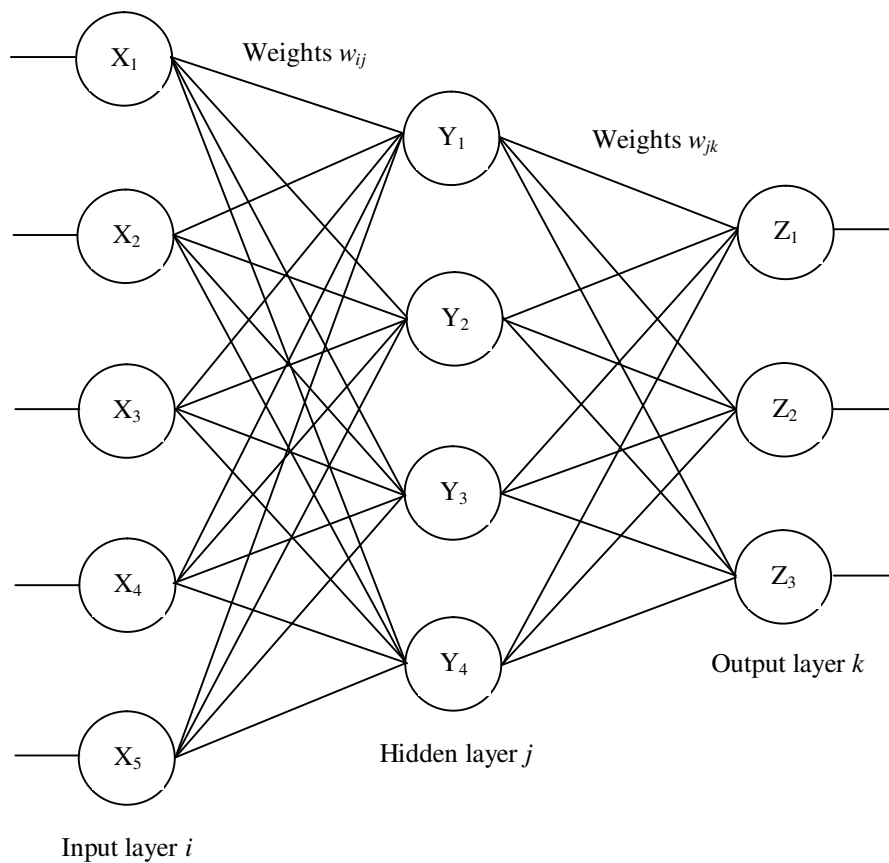 X1
Weights wij
Y1
Weights wjk
X2
Z1
Y2
X3
Z2
Y3
X4
Z3
Y4
Output layer k
X5
Hidden layer j
Input layer i